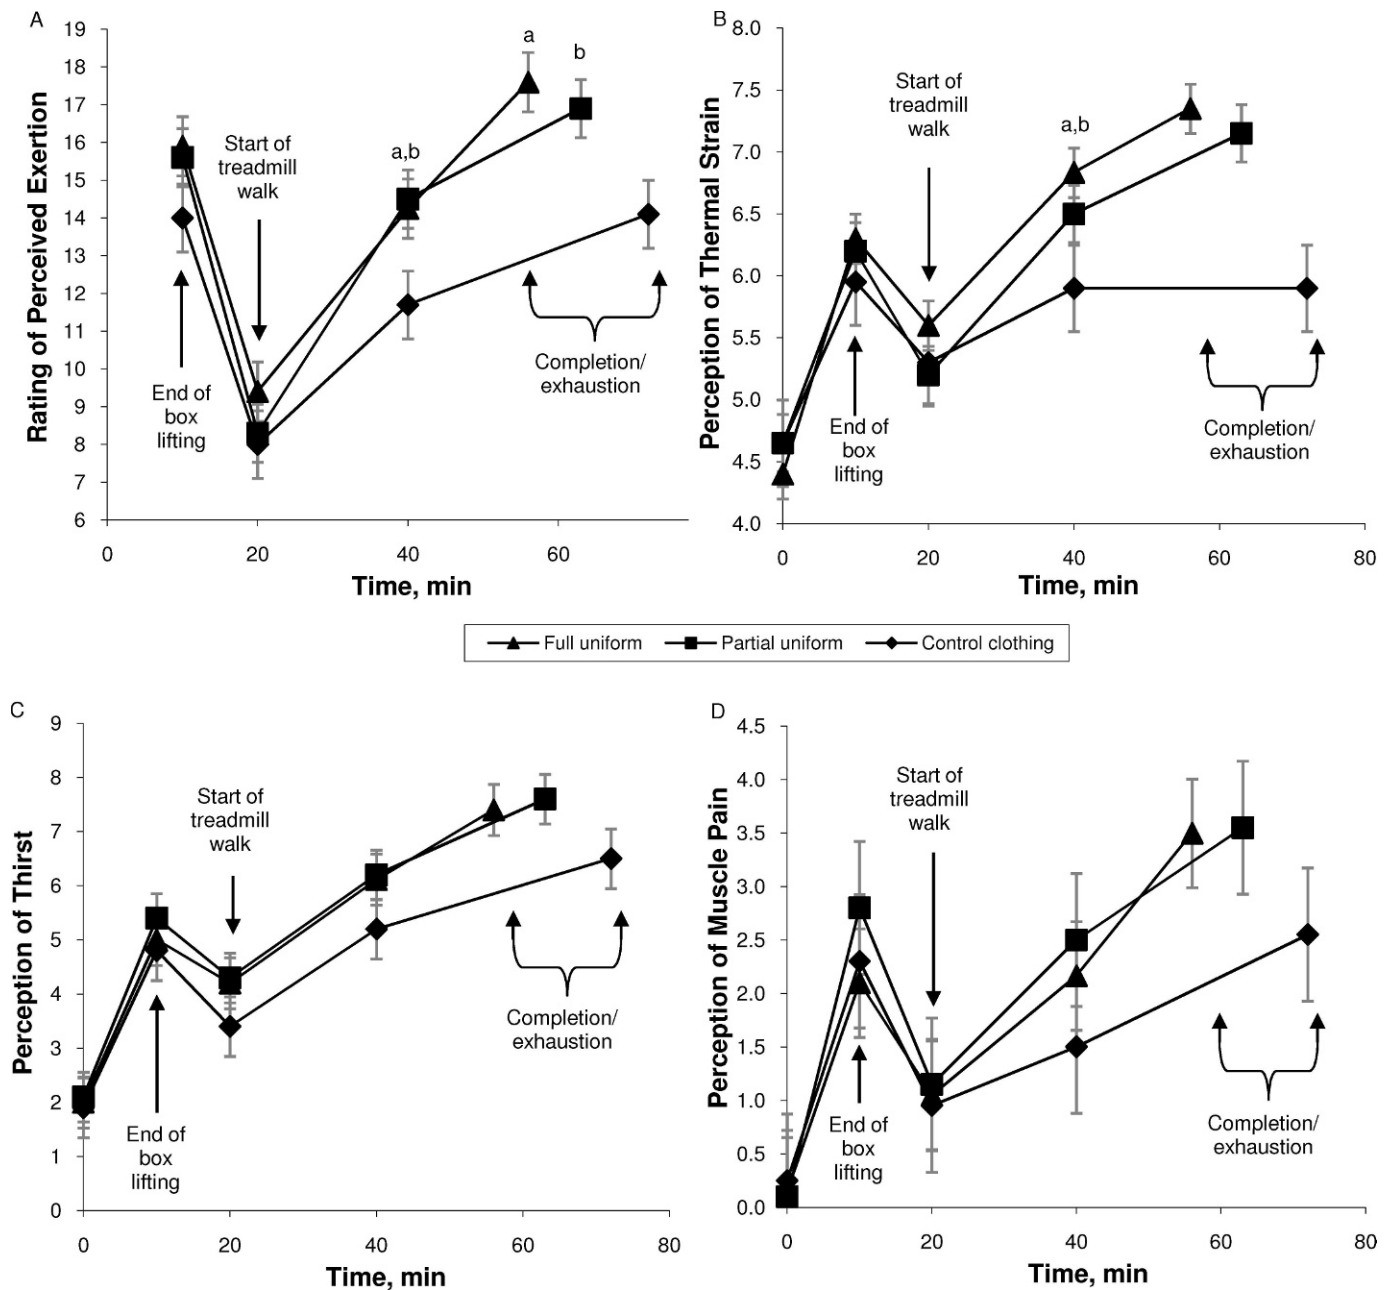 A
19
18
17
16
15
14
13
12
11
10
9
8
7
6
0
20
40
60
Rating of Perceived Exertion
Time, min
a
b
a,b
Start of
treadmill
walk
End of
box
lifting
Completion/
exhaustion
B
8.0
7.5
7.0
6.5
6.0
5.5
5.0
4.5
4.0
0
20
40
60
80
Perception of Thermal Strain
Time, min
a,b
Start of
treadmill
walk
End of
box
lifting
Completion/
exhaustion
Full uniform Partial uniform Control clothing
C
9
8
7
6
5
4
3
2
1
0
0
20
40
60
80
Perception of Thirst
Time, min
Start of
treadmill
walk
End of
box
lifting
Completion/
exhaustion
D
4.5
4.0
3.5
3.0
2.5
2.0
1.5
1.0
0.5
0.0
0
20
40
60
80
Perception of Muscle Pain
Time, min
Start of
treadmill
walk
End of
box
lifting
Completion/
exhaustion